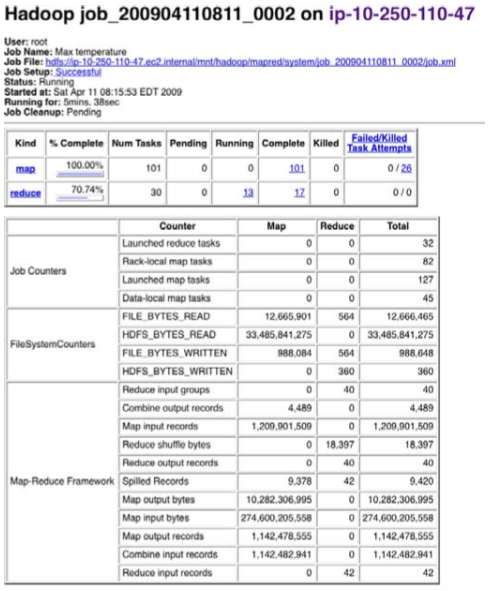 Hadoop job_200904110811_0002 on ip-10-250-110-47
User: root
Job Name: Max temperature
Job File: hdfs://ip-10-250-110-47.ec2.internal/mnt/hadoop/mapred/system/job_200904110811_0002/job.xml
Job Setup: Successful
Status: Running
Started at: Sat Apr 11 08:15:53 EDT 2009
Running for: 5mins, 38sec
Job Cleanup: Pending
Kind % Complete Num Tasks Pending Running Complete Killed Failed/Killed Task Attempts
map 100.00% 101 0 0 101 0 0 / 26
reduce 70.74% 30 0 13 17 0 0 / 0
Counter Map Reduce Total
Job Counters
Launched reduce tasks 0 0 32
Rack-local map tasks 0 0 82
Launched map tasks 0 0 127
Data-local map tasks 0 0 45
FileSystemCounters
FILE_BYTES_READ 12,665,901 564 12,666,465
HDFS_BYTES_READ 33,485,841,275 0 33,485,841,275
FILE_BYTES_WRITTEN 988,084 564 988,648
HDFS_BYTES_WRITTEN 0 360 360
Map-Reduce Framework
Reduce input groups 0 40 40
Combine output records 4,489 0 4,489
Map input records 1,209,901,509 0 1,209,901,509
Reduce shuffle bytes 0 18,397 18,397
Reduce output records 0 40 40
Spilled Records 9,378 42 9,420
Map output bytes 10,282,306,995 0 10,282,306,995
Map input bytes 274,600,205,558 0 274,600,205,558
Map output records 1,142,478,555 0 1,142,478,555
Combine input records 1,142,482,941 0 1,142,482,941
Reduce input records 0 42 42